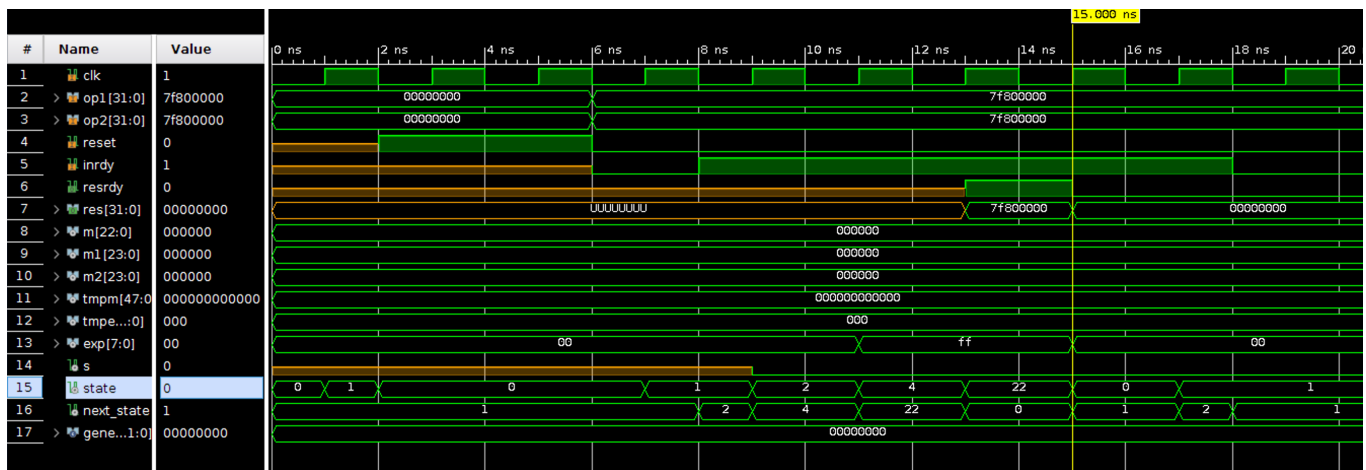 15.000 ns
# Name Value 0 ns 2 ns 4 ns 6 ns 8 ns 10 ns 12 ns 14 ns 16 ns 18 ns 20
1 clk 1
2 op1[31:0] 7f800000 00000000 7f800000
3 op2[31:0] 7f800000 00000000 7f800000
4 reset 0
5 inrdy 1
6 resrdy 0
7 res[31:0] 00000000 UUUUUUUU 7f800000 00000000
8 m[22:0] 000000 000000
9 m1[23:0] 000000 000000
10 m2[23:0] 000000 000000
11 tmpm[47:0 000000000000 000000000000
12 tmpe...:0] 000 000
13 exp[7:0] 00 00 ff 00
14 s 0
15 state 0 0 1 0 1 2 4 22 0 1
16 next_state 1 1 2 4 22 0 1 2 1
17 gene...1:0] 00000000 00000000